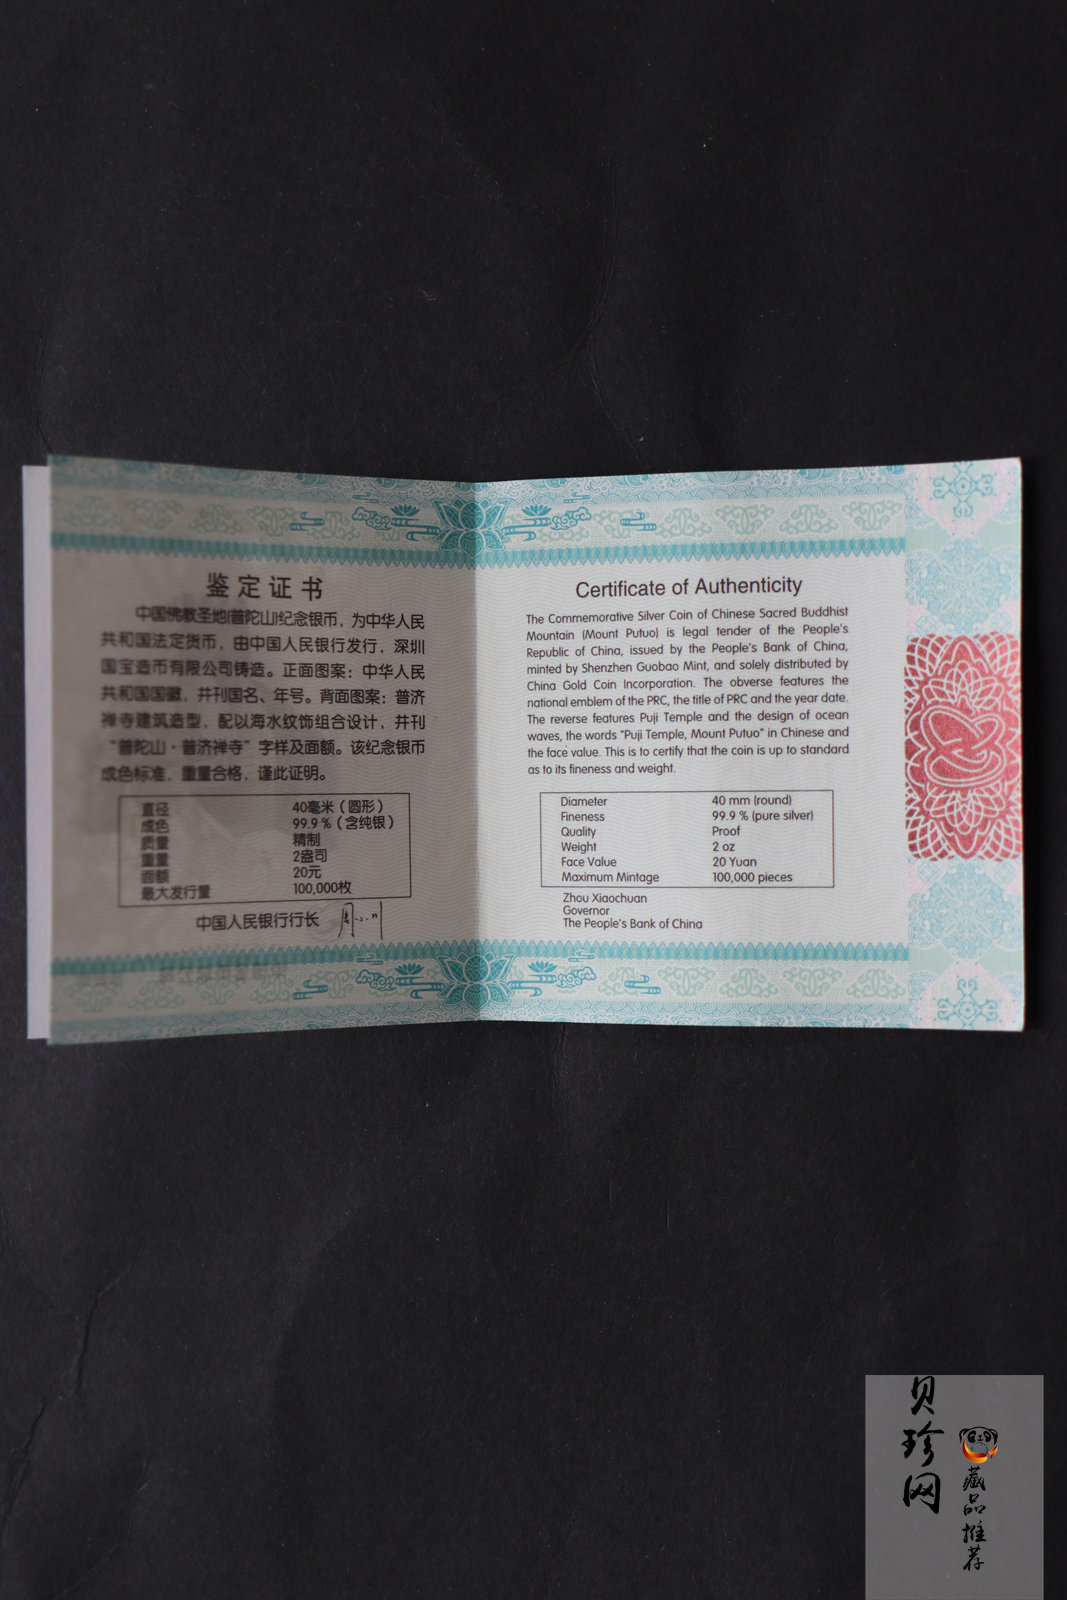 鉴定证书
中国佛教圣地(普陀山)纪念银币，为中华人民
共和国法定货币，由中国人民银行发行，深圳
国宝造币有限公司铸造。正面图案：中华人民
共和国国徽，并刊国名、年号。背面图案：普济
禅寺建筑造型，配以海水纹饰组合设计，并刊
“普陀山·普济禅寺”字样及面额。该纪念银币
成色标准，重量合格，谨此证明。
直径 40毫米（圆形）
成色 99.9％（含纯银）
质量 精制
重量 2盎司
面额 20元
最大发行量 100,000枚
中国人民银行行长 周小川
Certificate of Authenticity
The Commemorative Silver Coin of Chinese Sacred Buddhist
Mountain (Mount Putuo) is legal tender of the People's
Republic of China, issued by the People's Bank of China,
minted by Shenzhen Guobao Mint, and solely distributed by
China Gold Coin Incorporation. The obverse features the
national emblem of the PRC, the title of PRC and the year date.
The reverse features Puji Temple and the design of ocean
waves, the words "Puji Temple, Mount Putuo" in Chinese and
the face value. This is to certify that the coin is up to standard
as to its fineness and weight.
Diameter 40 mm (round)
Fineness 99.9 % (pure silver)
Quality Proof
Weight 2 oz
Face Value 20 Yuan
Maximum Mintage 100,000 pieces
Zhou Xiaochuan
Governor
The People's Bank of China
贝珍网
藏品推荐